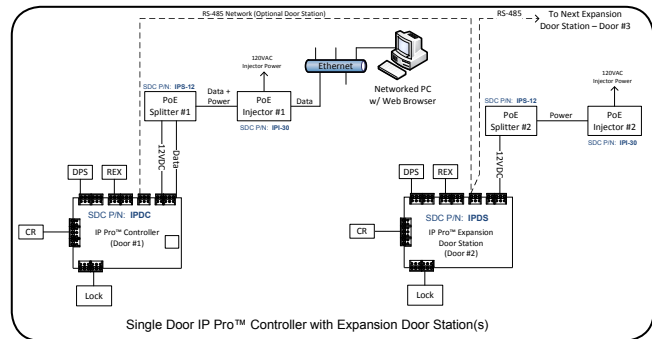 RS-485 Network (Optional Door Station)
RS-485
To Next Expansion
Door Station – Door #3
120VAC
Injector Power
Ethernet
Networked PC
w/ Web Browser
120VAC
Injector Power
SDC P/N: IPS-12
PoE
Splitter #1
Data +
Power
PoE
Injector #1
Data
SDC P/N: IPI-30
SDC P/N: IPS-12
PoE
Splitter #2
Power
PoE
Injector #2
SDC P/N: IPI-30
12VDC
Data
12VDC
DPS
REX
DPS
REX
SDC P/N: IPDC
IP Pro™ Controller
(Door #1)
CR
Lock
SDC P/N: IPDS
IP Pro™ Expansion
Door Station
(Door #2)
CR
Lock
Single Door IP Pro™ Controller with Expansion Door Station(s)